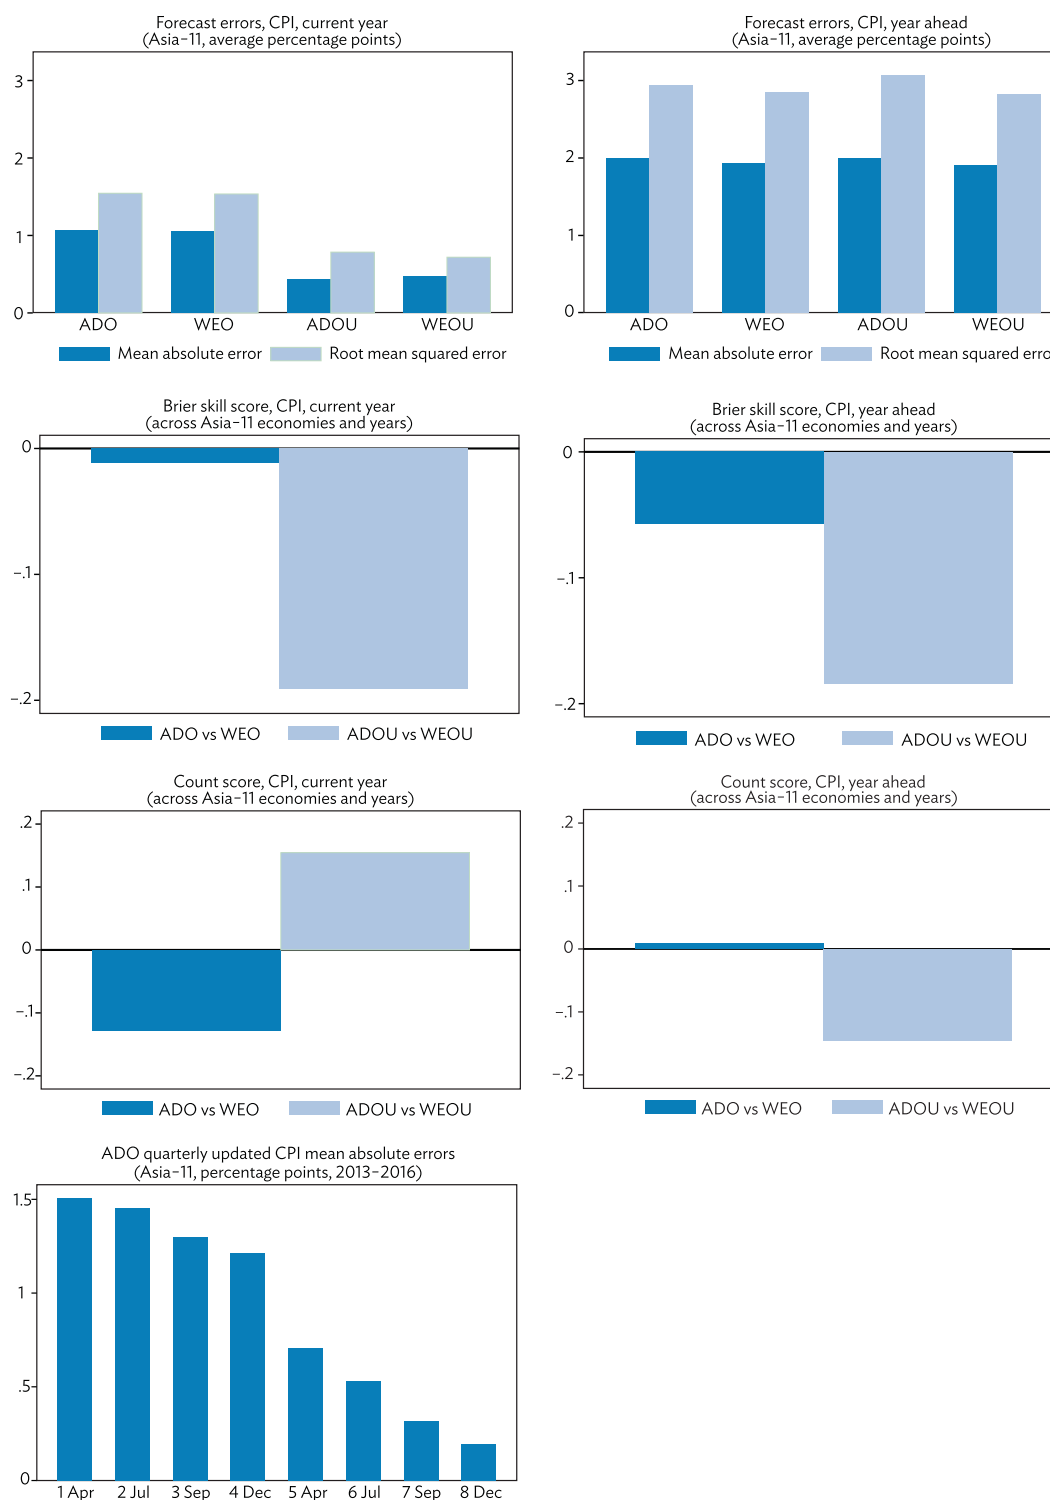 Forecast errors, CPI, current year
(Asia–11, average percentage points)
3
2
1
0
ADO WEO ADOU WEOU
Mean absolute error Root mean squared error
Forecast errors, CPI, year ahead
(Asia–11, average percentage points)
3
2
1
0
ADO WEO ADOU WEOU
Mean absolute error Root mean squared erro
Brier skill score, CPI, current year
(across Asia–11 economies and years)
0
–.1
–.2
ADO vs WEO ADOU vs WEOU
Brier skill score, CPI, year ahead
(across Asia–11 economies and years)
0
–.1
–.2
ADO vs WEO ADOU vs WEOU
Count score, CPI, current year
(across Asia–11 economies and years)
.2
.1
0
–.1
–.2
ADO vs WEO ADOU vs WEOU
Count score, CPI, year ahead
(across Asia–11 economies and years)
.2
.1
0
–.1
–.2
ADO vs WEO ADOU vs WEOU
ADO quarterly updated CPI mean absolute errors
(Asia–11, percentage points, 2013–2016)
1.5
1
.5
0
1 Apr 2 Jul 3 Sep 4 Dec 5 Apr 6 Jul 7 Sep 8 Dec